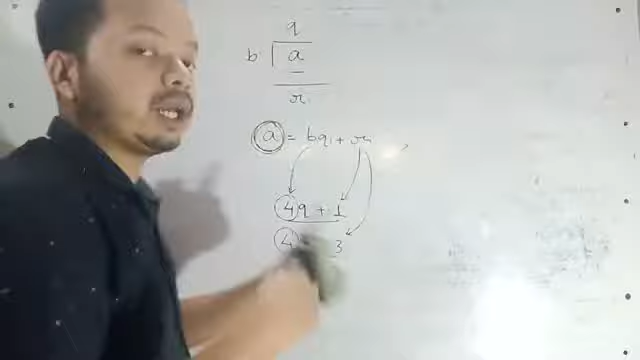 q
b a
r
a = bq + r
4q + 1
4 3